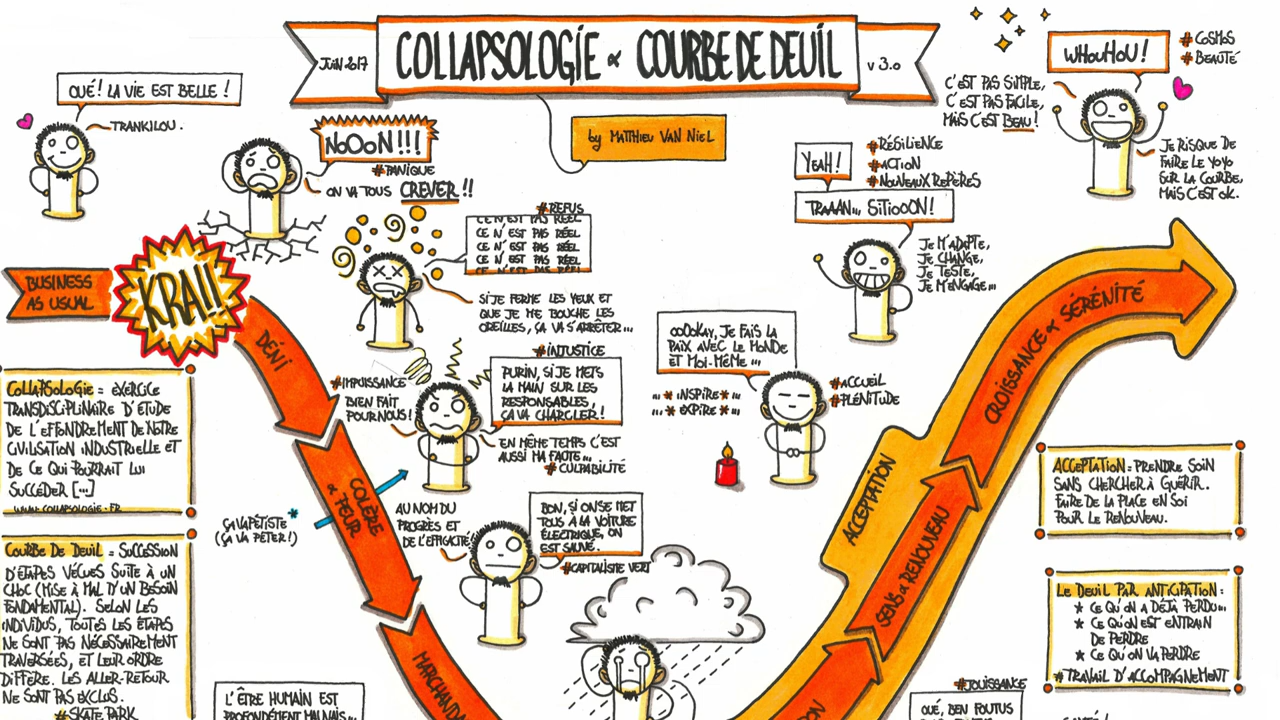 JUIN 2017
COLLAPSOLOGIE & COURBE DE DEUIL
v 3.0
by MATTHIEU VAN NIEL
OUÉ! LA VIE EST BELLE !
TRANKILOU.
NOOON!!!
#PANIQUE
ON VA TOUS CREVER !!
#REFUS
CE N'EST PAS RÉEL
CE N'EST PAS RÉEL
CE N'EST PAS RÉEL
CE N'EST PAS RÉEL
CE N'EST PAS RÉEL
SI JE FERME LES YEUX ET
QUE JE ME BOUCHE LES
OREILLES, ÇA VA S'ARRÊTER...
BUSINESS
AS USUAL
KRA!!
DÉNI
COLLAPSOLOGIE = EXERCICE
TRANSDISCIPLINAIRE D'ÉTUDE
DE L'EFFONDREMENT DE NOTRE
CIVILISATION INDUSTRIELLE ET
DE CE QUI POURRAIT LUI
SUCCÉDER [...]
WWW.COLLAPSOLOGIE.FR
COURBE DE DEUIL = SUCCESSION
D'ÉTAPES VÉCUES SUITE À UN
CHOC (MISE À MAL D'UN BESOIN
FONDAMENTAL). SELON LES
INDIVIDUS, TOUTES LES ÉTAPES
NE SONT PAS NÉCESSAIREMENT
TRAVERSÉES, ET LEUR ORDRE
DIFFÈRE. LES ALLER-RETOUR
NE SONT PAS EXCLUS.
#SKATE PARK
#INJUSTICE
#IMPUISSANCE
BIEN FAIT
POUR NOUS!
PURIN, SI JE METS
LA MAIN SUR LES
RESPONSABLES,
ÇA VA CHARCLER!
EN MÊME TEMPS C'EST
AUSSI MA FAUTE...
#CULPABILITÉ
COLÈRE
& PEUR
ÇAVAPÉTISTE*
(ÇA VA PÉTER!)
AU NOM DU
PROGRÈS ET
DE L'EFFICACITÉ
BON, SI ON SE MET
TOUS À LA VOITURE
ÉLECTRIQUE, ON
EST SAUVÉ.
#CAPITALISME VERT
L'ÊTRE HUMAIN EST
PROFONDÉMENT MAUVAIS...
ooOOKAY, JE FAIS LA
PAIX AVEC LE MONDE
ET MOI-MÊME...
...*INSPIRE*...
...*EXPIRE*...
#ACCUEIL
#PLÉNITUDE
YEAH!
#RÉSILIENCE
#ACTION
#NOUVEAUX REPÈRES
TRAAAN... SITIOOON!
JE M'ADAPTE,
JE CHANGE,
JE TESTE,
JE M'ENGAGE...
WHOUHOU!
#COSMOS
#BEAUTÉ
C'EST PAS SIMPLE,
C'EST PAS FACILE,
MAIS C'EST BEAU!
JE RISQUE DE
FAIRE LE YOYO
SUR LA COURBE,
MAIS C'EST OK.
CROISSANCE & SÉRÉNITÉ
ACCEPTATION
SENS & RENOUVEAU
ACCEPTATION = PRENDRE SOIN
SANS CHERCHER À GUÉRIR.
FAIRE DE LA PLACE EN SOI
POUR LE RENOUVEAU.
LE DEUIL PAR ANTICIPATION :
★ CE QU'ON A DÉJÀ PERDU...
★ CE QU'ON EST ENTRAIN
DE PERDRE
★ CE QU'ON VA PERDRE
#TRAVAIL D'ACCOMPAGNEMENT
#JOUISSANCE
OUÉ, BEN FOUTUS